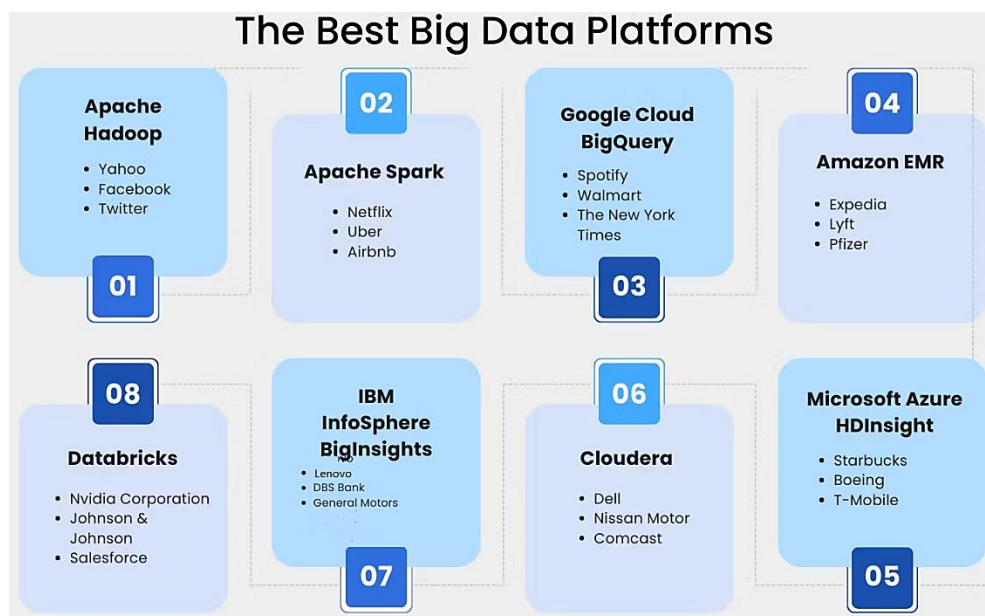 The Best Big Data Platforms
Apache
Hadoop
• Yahoo
• Facebook
• Twitter
01
02
Apache Spark
• Netflix
• Uber
• Airbnb
Google Cloud
BigQuery
• Spotify
• Walmart
• The New York
Times
03
04
Amazon EMR
• Expedia
• Lyft
• Pfizer
Microsoft Azure
HDInsight
• Starbucks
• Boeing
• T-Mobile
05
06
Cloudera
• Dell
• Nissan Motor
• Comcast
IBM
InfoSphere
BigInsights
• Lenovo
• DBS Bank
• General Motors
07
08
Databricks
• Nvidia Corporation
• Johnson &
Johnson
• Salesforce